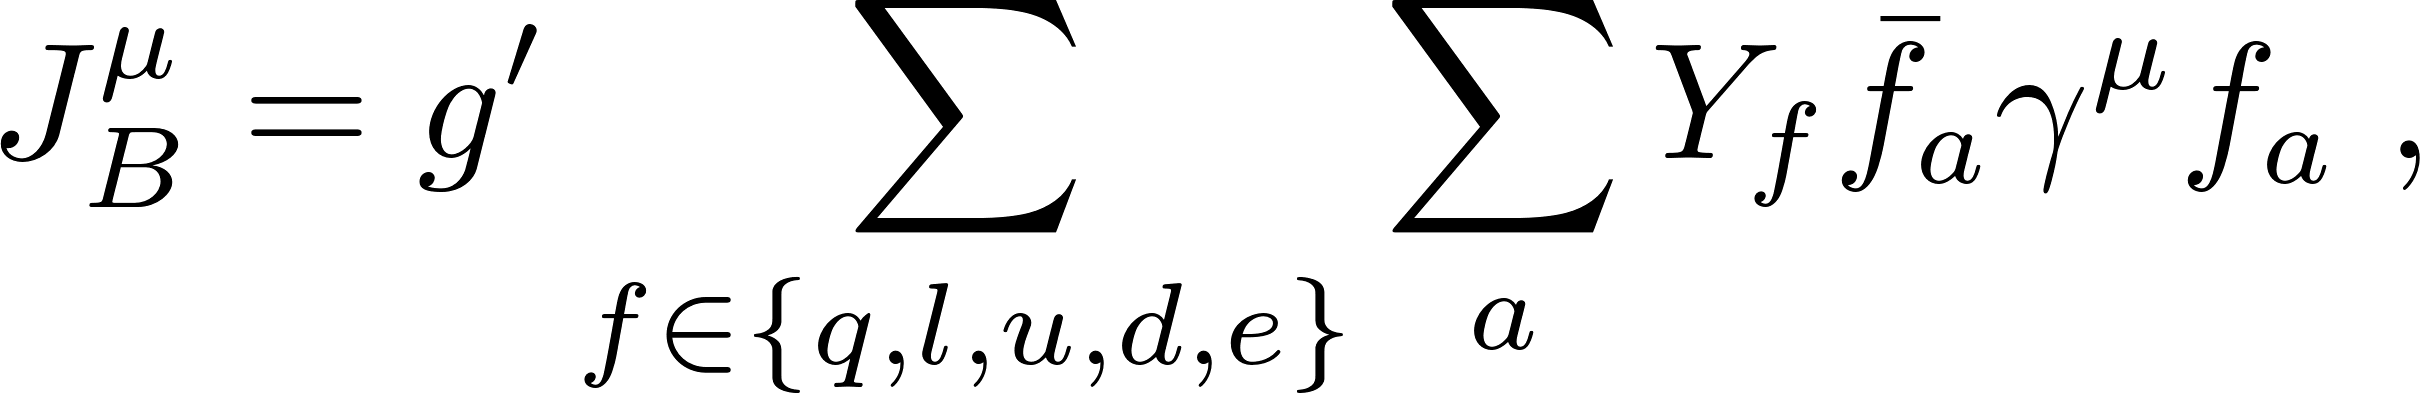 $J_B^\mu = g' \sum_{f \in \{q,l,u,d,e\}} \sum_a Y_f \bar{f}_a \gamma^\mu f_a \ ,$